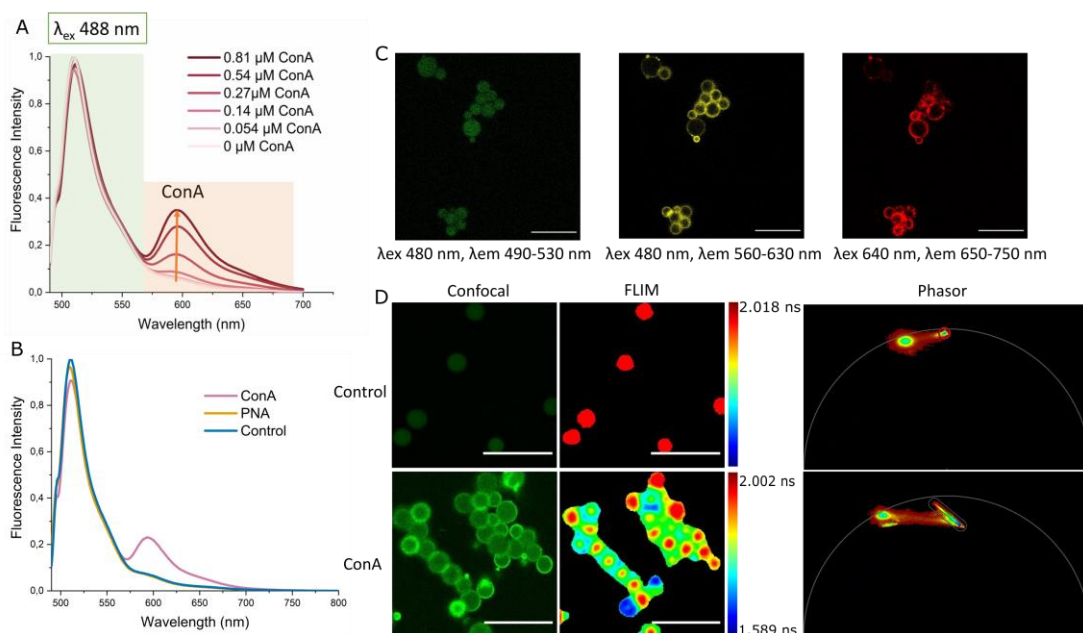 A
λex 488 nm
1,0
0,8
0,6
0,4
0,2
0,0
Fluorescence Intensity
0.81 µM ConA
0.54 µM ConA
0.27µM ConA
0.14 µM ConA
0.054 µM ConA
0 µM ConA
ConA
500
550
600
650
700
Wavelength (nm)
B
1,0
0,8
0,6
0,4
0,2
0,0
Fluorescence Intensity
ConA
PNA
Control
500
550
600
650
700
750
800
Wavelength (nm)
C
λex 480 nm, λem 490-530 nm
λex 480 nm, λem 560-630 nm
λex 640 nm, λem 650-750 nm
D
Confocal
FLIM
Phasor
Control
2.018 ns
ConA
2.002 ns
1.589 ns